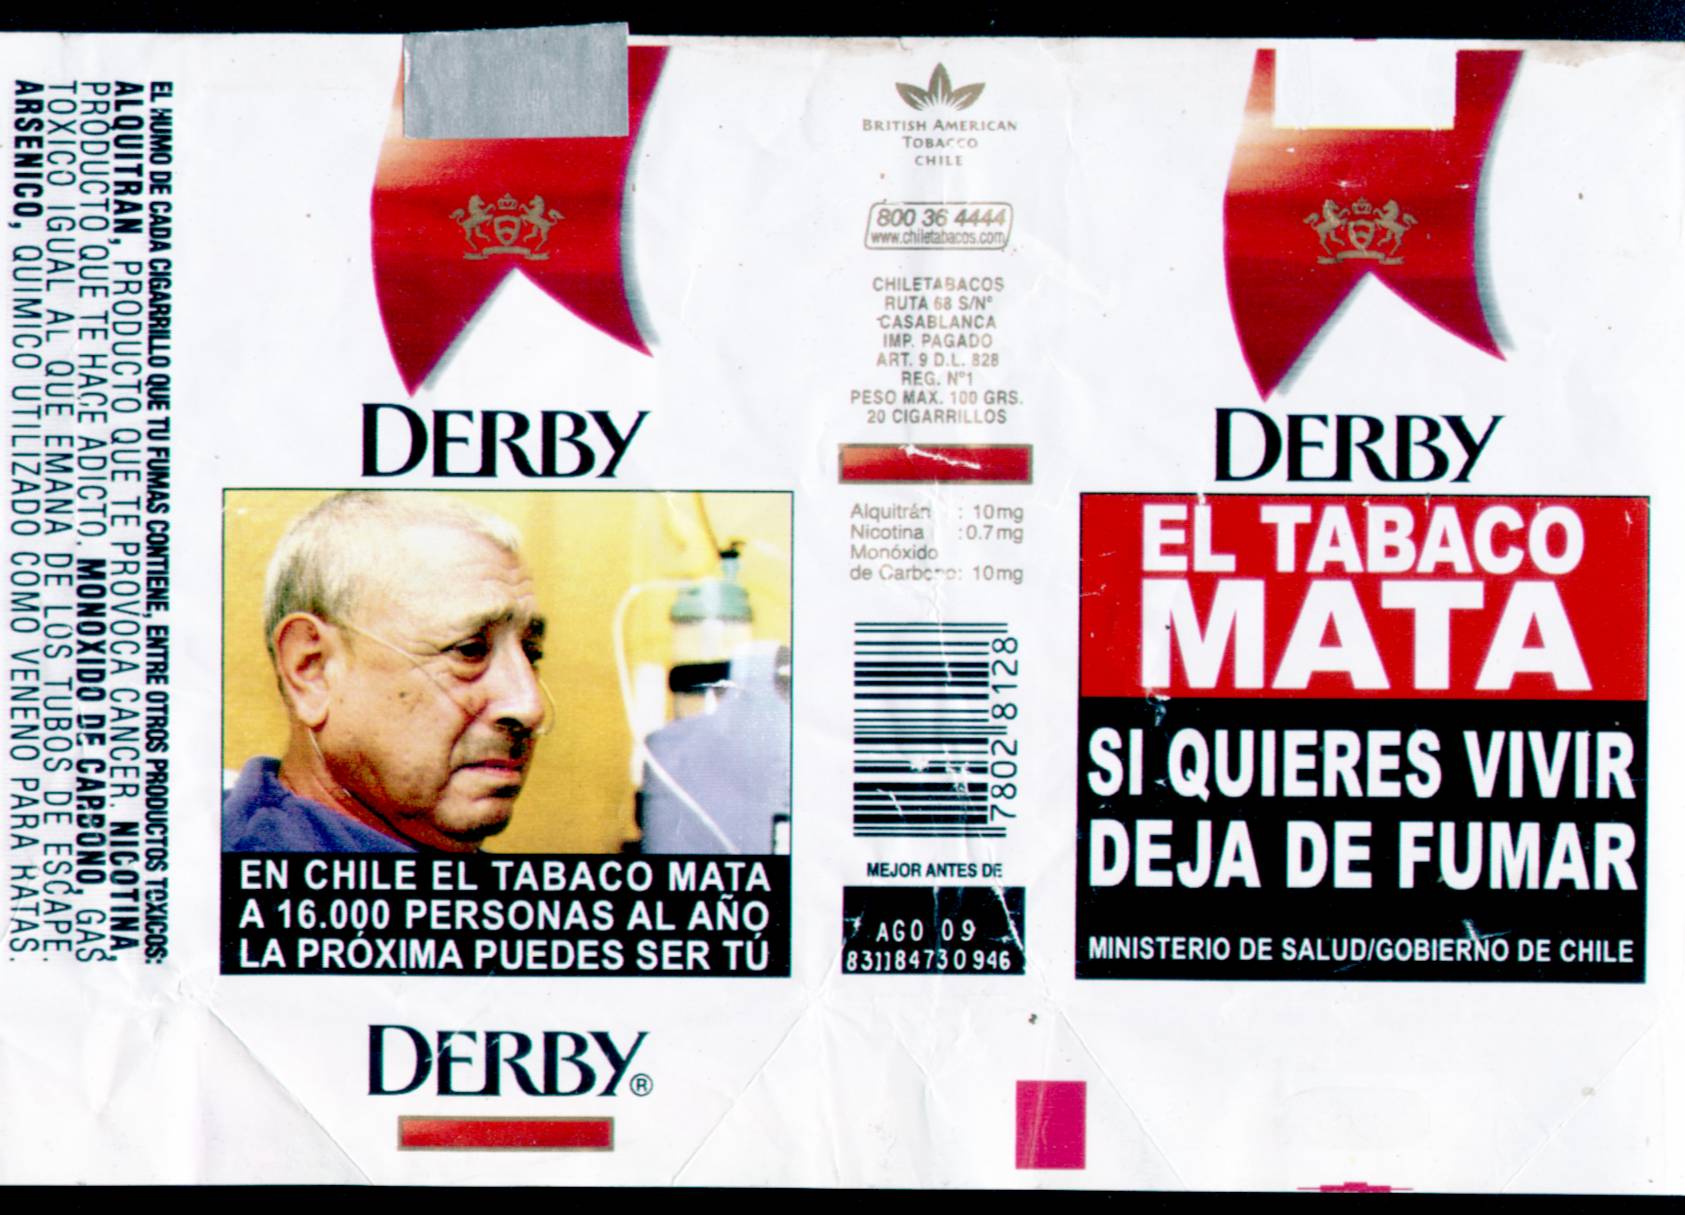 EL HUMO DE CADA CIGARRILLO QUE TU FUMAS CONTIENE, ENTRE OTROS PRODUCTOS TOXICOS:
ALQUITRAN, PRODUCTO QUE TE PROVOCA CANCER. NICOTINA,
PRODUCTO QUE TE HACE ADICTO. MONOXIDO DE CARBONO, GAS
TOXICO IGUAL AL QUE EMANA DE LOS TUBOS DE ESCAPE.
ARSENICO, QUIMICO UTILIZADO COMO VENENO PARA RATAS.
DERBY
EN CHILE EL TABACO MATA
A 16.000 PERSONAS AL AÑO
LA PRÓXIMA PUEDES SER TÚ
DERBY®
BRITISH AMERICAN
TOBACCO
CHILE
800 36 4444
www.chiletabacos.com
CHILETABACOS
RUTA 68 S/Nº
CASABLANCA
IMP. PAGADO
ART. 9 D.L. 828
REG. Nº1
PESO MAX. 100 GRS.
20 CIGARRILLOS
Alquitrán : 10mg
Nicotina :0.7mg
Monóxido
de Carbono: 10mg
78028128
MEJOR ANTES DE
AGO 09
831184730946
DERBY
EL TABACO
MATA
SI QUIERES VIVIR
DEJA DE FUMAR
MINISTERIO DE SALUD/GOBIERNO DE CHILE